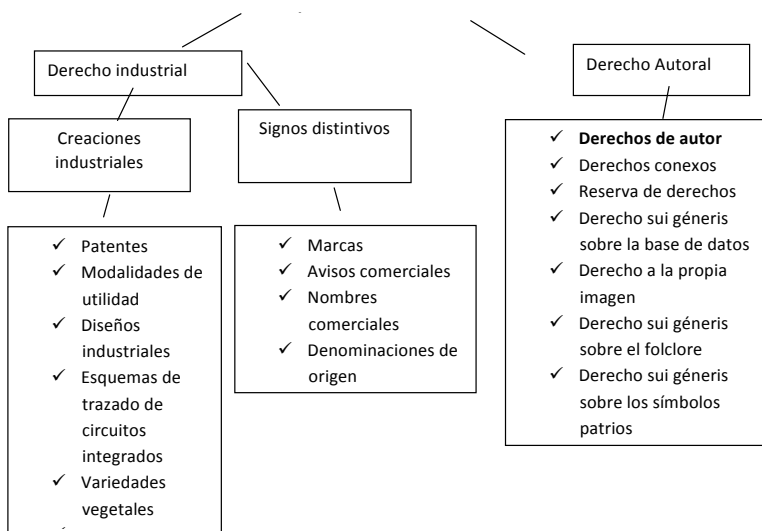 Derecho industrial
Derecho Autoral
Creaciones
industriales
Signos distintivos
✓ Patentes
✓ Modalidades de
utilidad
✓ Diseños
industriales
✓ Esquemas de
trazado de
circuitos
integrados
✓ Variedades
vegetales
✓ Marcas
✓ Avisos comerciales
✓ Nombres
comerciales
✓ Denominaciones de
origen
✓ Derechos de autor
✓ Derechos conexos
✓ Reserva de derechos
✓ Derecho sui géneris
sobre la base de datos
✓ Derecho a la propia
imagen
✓ Derecho sui géneris
sobre el folclore
✓ Derecho sui géneris
sobre los símbolos
patrios